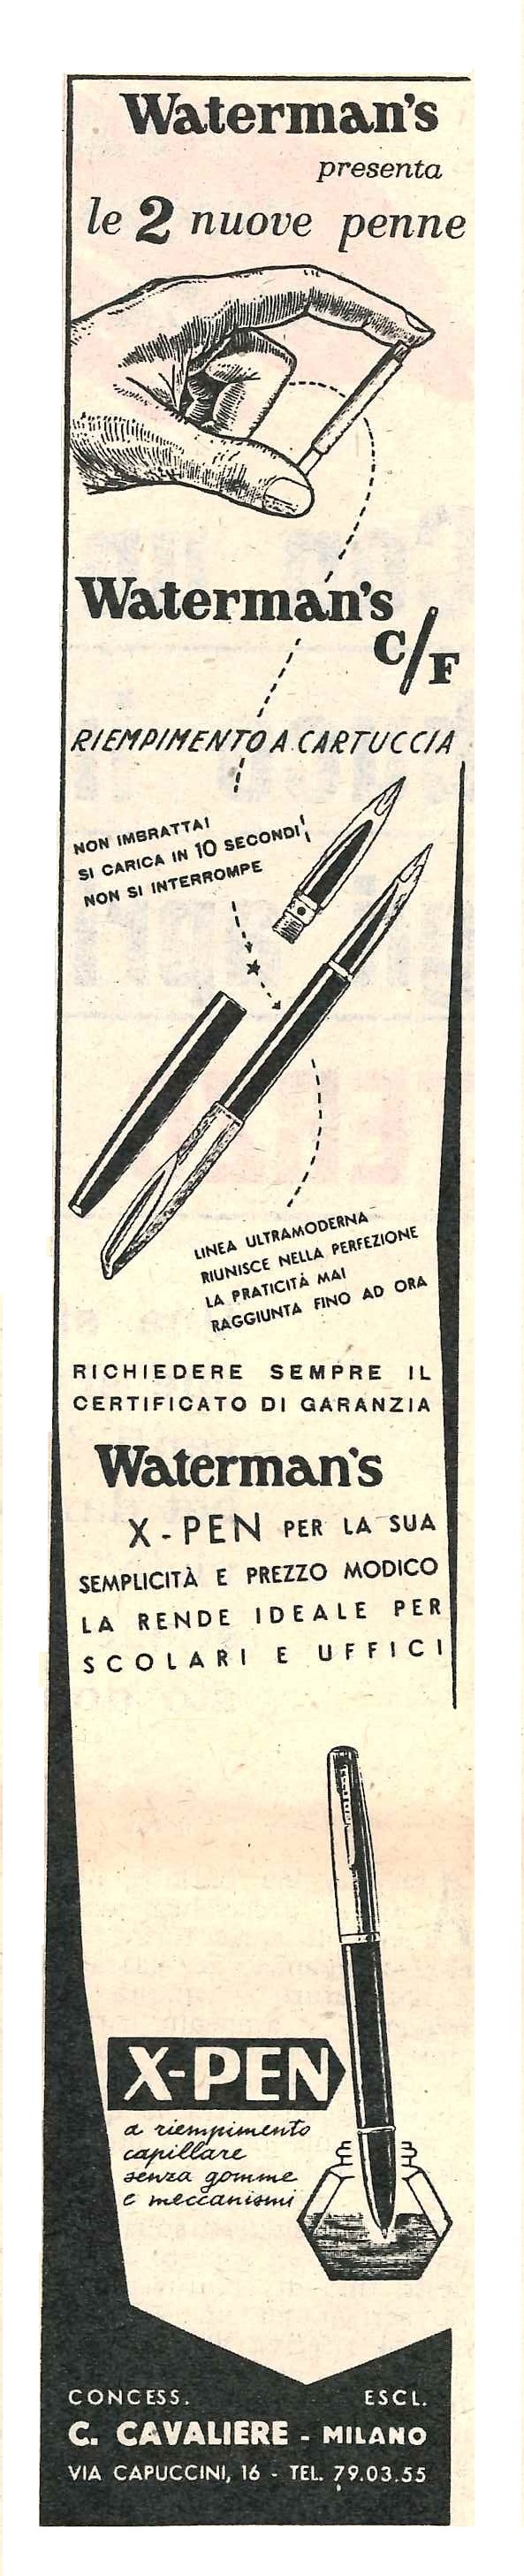 Waterman's
presenta
le 2 nuove penne
Waterman's
C/F
RIEMPIMENTO A CARTUCCIA
NON IMBRATTA!
SI CARICA IN 10 SECONDI
NON SI INTERROMPE
LINEA ULTRAMODERNA
RIUNISCE NELLA PERFEZIONE
LA PRATICITÀ MAI
RAGGIUNTA FINO AD ORA
RICHIEDERE SEMPRE IL
CERTIFICATO DI GARANZIA
Waterman's
X-PEN PER LA SUA
SEMPLICITÀ E PREZZO MODICO
LA RENDE IDEALE PER
SCOLARI E UFFICI
X-PEN
a riempimento
capillare
senza gomme
e meccanismi
CONCESS. ESCL.
C. CAVALIERE - MILANO
VIA CAPUCCINI, 16 - TEL. 79.03.55